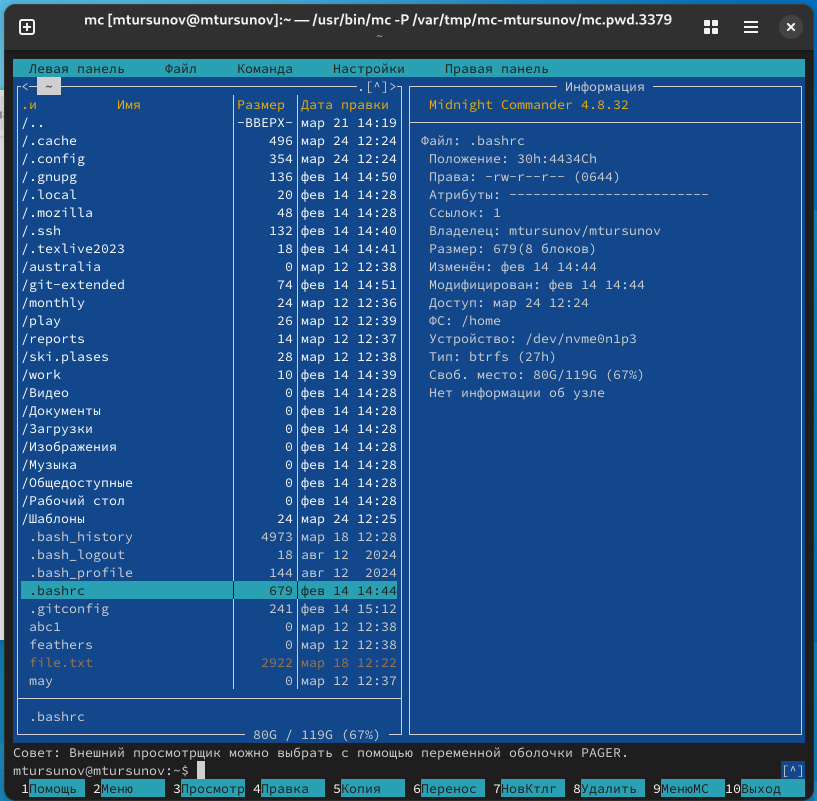 mc [mtursunov@mtursunov]:~ — /usr/bin/mc -P /var/tmp/mc-mtursunov/mc.pwd.3379
~
Левая панель Файл Команда Настройки Правая панель
<─ ~ .[^]>
Информация
.и Имя Размер Дата правки
/.. -ВВЕРХ- мар 21 14:19
/.cache 496 мар 24 12:24
/.config 354 мар 24 12:24
/.gnupg 136 фев 14 14:50
/.local 20 фев 14 14:28
/.mozilla 48 фев 14 14:28
/.ssh 132 фев 14 14:40
/.texlive2023 18 фев 14 14:41
/australia 0 мар 12 12:38
/git-extended 74 фев 14 14:51
/monthly 24 мар 12 12:36
/play 26 мар 12 12:39
/reports 14 мар 12 12:37
/ski.plases 28 мар 12 12:38
/work 10 фев 14 14:39
/Видео 0 фев 14 14:28
/Документы 0 фев 14 14:28
/Загрузки 0 фев 14 14:28
/Изображения 0 фев 14 14:28
/Музыка 0 фев 14 14:28
/Общедоступные 0 фев 14 14:28
/Рабочий стол 0 фев 14 14:28
/Шаблоны 24 мар 24 12:25
.bash_history 4973 мар 18 12:28
.bash_logout 18 авг 12 2024
.bash_profile 144 авг 12 2024
.bashrc 679 фев 14 14:44
.gitconfig 241 фев 14 15:12
abc1 0 мар 12 12:38
feathers 0 мар 12 12:38
file.txt 2922 мар 18 12:22
may 0 мар 12 12:37
.bashrc
80G / 119G (67%)
Midnight Commander 4.8.32
Файл: .bashrc
Положение: 30h:4434Ch
Права: -rw-r--r-- (0644)
Атрибуты: -------------------------
Ссылок: 1
Владелец: mtursunov/mtursunov
Размер: 679(8 блоков)
Изменён: фев 14 14:44
Модифицирован: фев 14 14:44
Доступ: мар 24 12:24
ФС: /home
Устройство: /dev/nvme0n1p3
Тип: btrfs (27h)
Своб. место: 80G/119G (67%)
Нет информации об узле
Совет: Внешний просмотрщик можно выбрать с помощью переменной оболочки PAGER.
mtursunov@mtursunov:~$ [^]
1Помощь 2Меню 3Просмотр 4Правка 5Копия 6Перенос 7НовКтлг 8Удалить 9МенюМС 10Выход